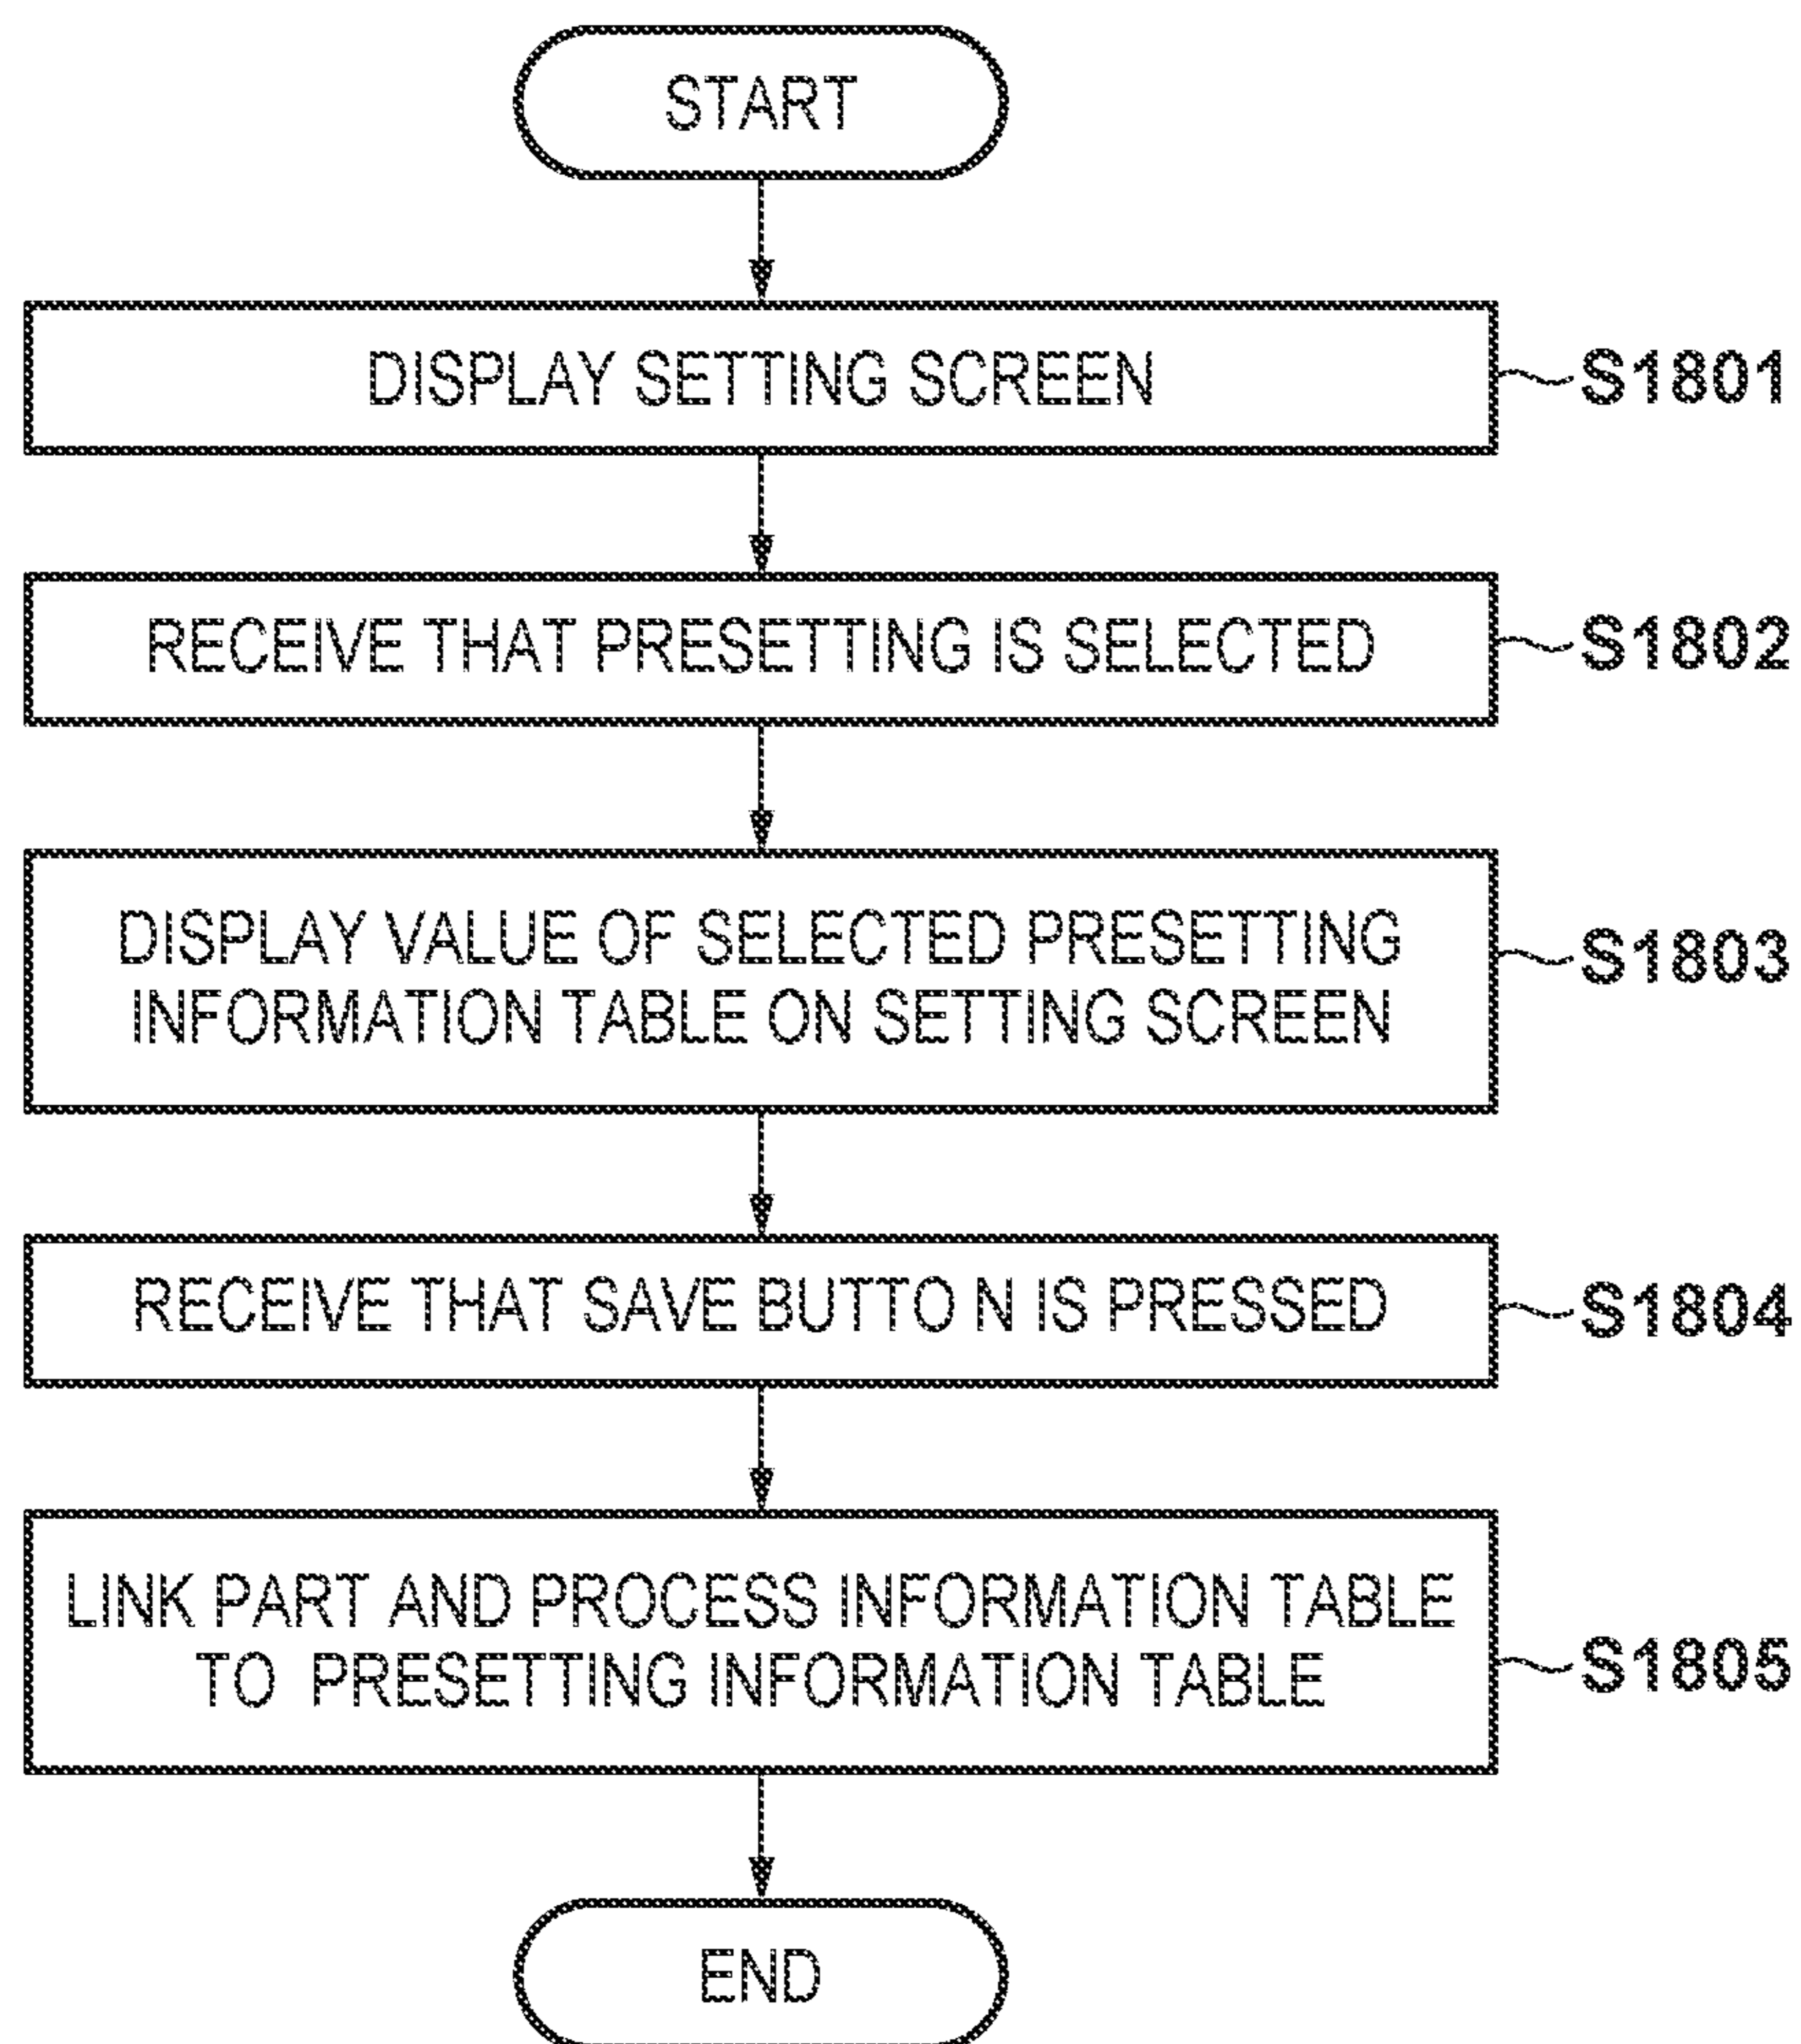 START
DISPLAY SETTING SCREEN
S1801
RECEIVE THAT PRESETTING IS SELECTED
S1802
DISPLAY VALUE OF SELECTED PRESETTING
INFORMATION TABLE ON SETTING SCREEN
S1803
RECEIVE THAT SAVE BUTTO N IS PRESSED
S1804
LINK PART AND PROCESS INFORMATION TABLE
TO PRESETTING INFORMATION TABLE
S1805
END